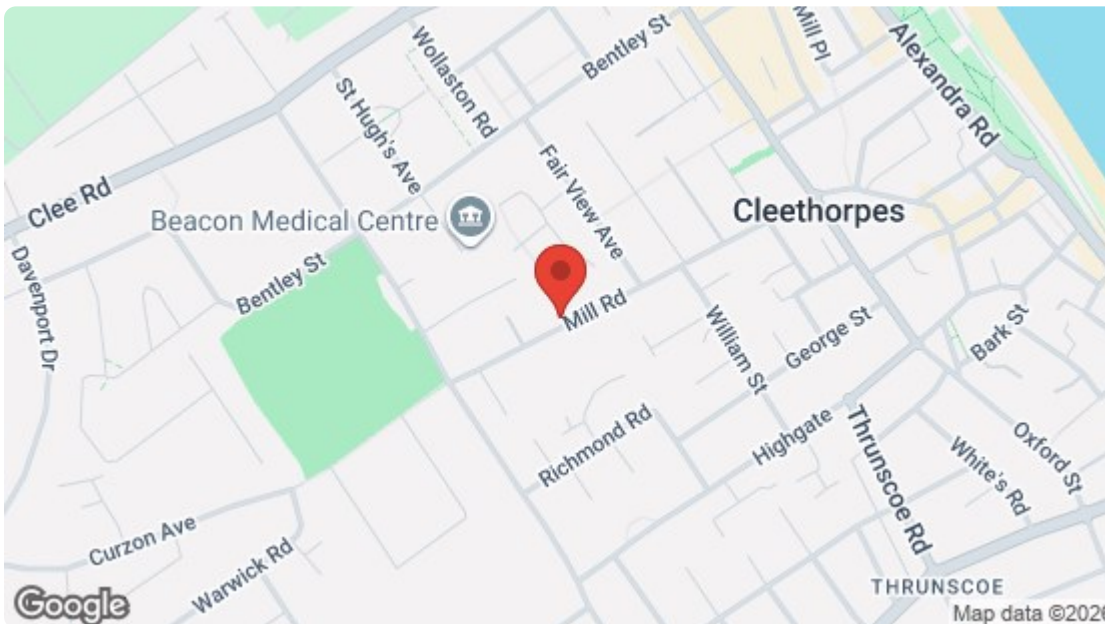 Wollaston Rd
Bentley St
Mill Pl
Alexandra Rd
St Hugh's Ave
Clee Rd
Fair View Ave
Beacon Medical Centre
Cleethorpes
Davenport Dr
Bentley St
Mill Rd
William St
George St
Bark St
Richmond Rd
Highgate
Thrunscoe Rd
White's Rd
Oxford St
Curzon Ave
Warwick Rd
THRUNSCOE
Google
Map data ©2026